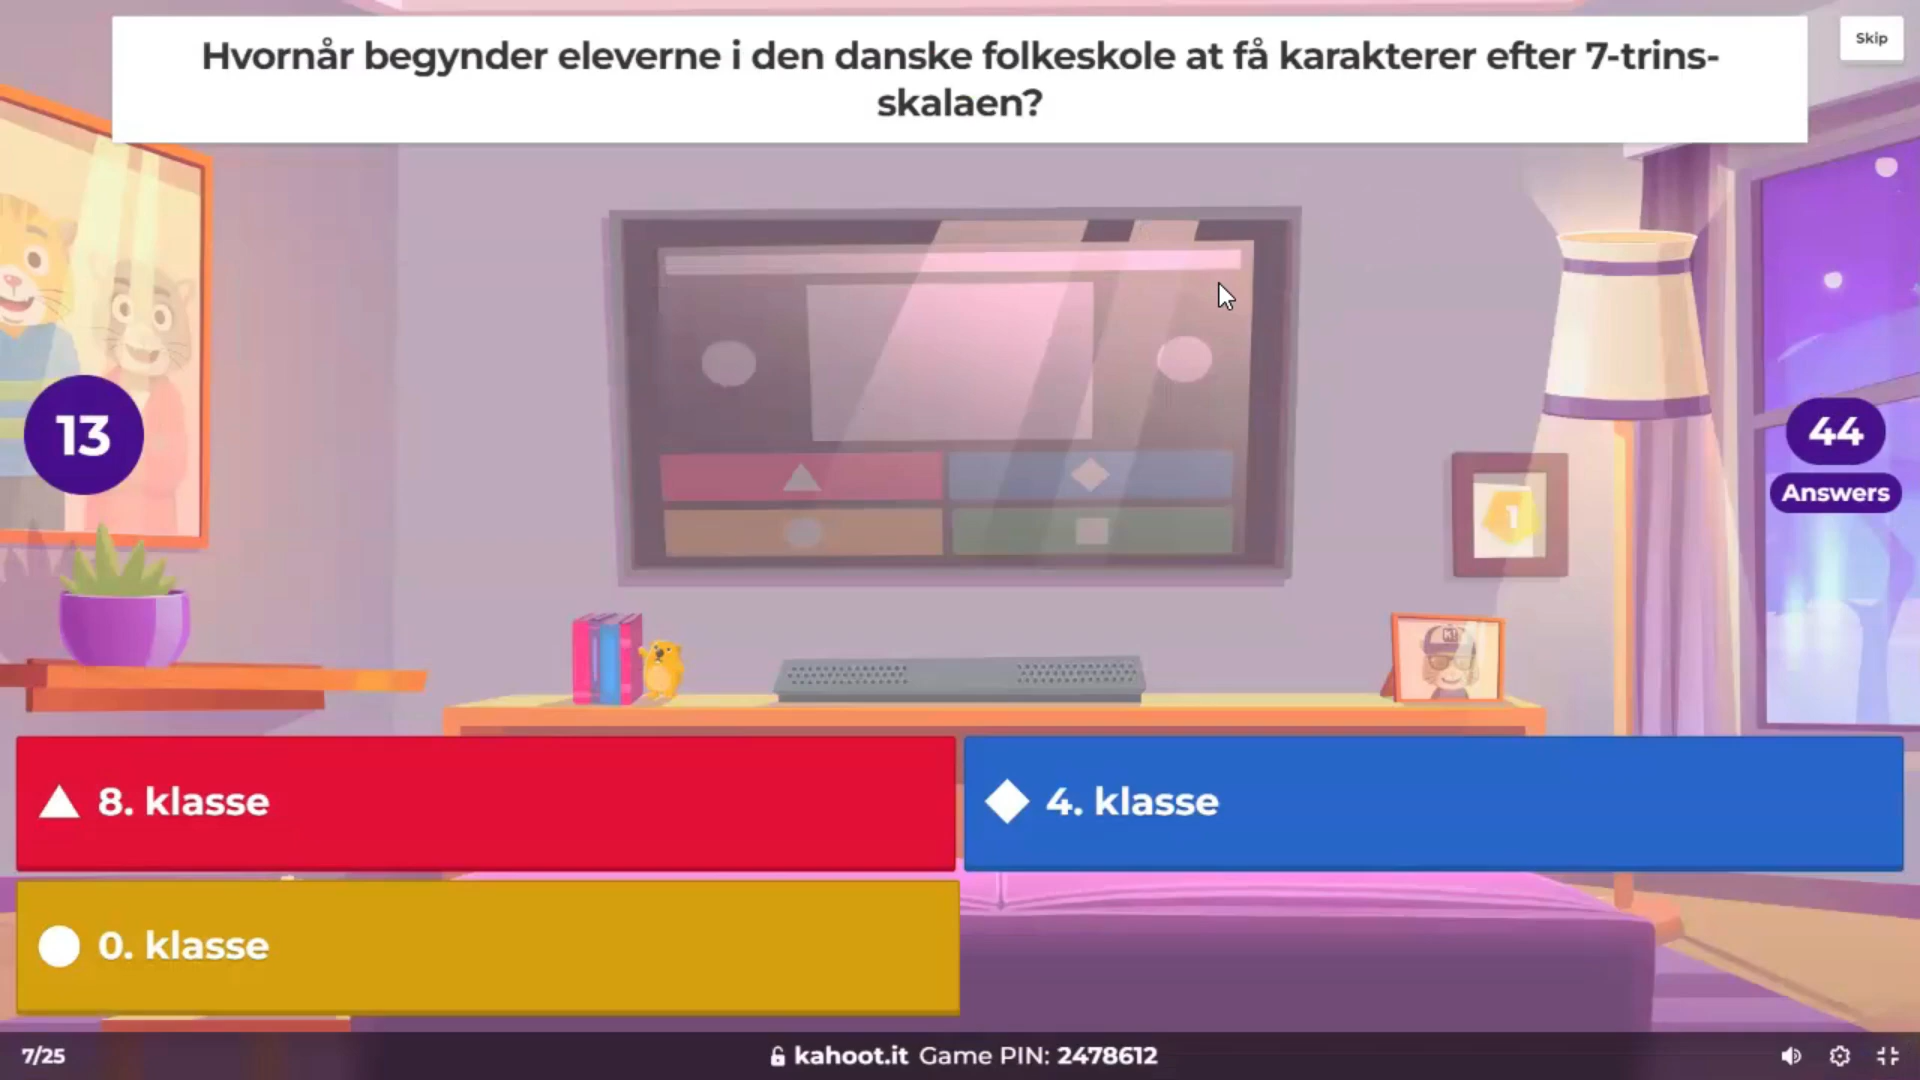 Hvornår begynder eleverne i den danske folkeskole at få karakterer efter 7-trins-
skalaen?
Skip
13
44
Answers
1
K!
8. klasse
4. klasse
0. klasse
7/25
kahoot.it Game PIN: 2478612